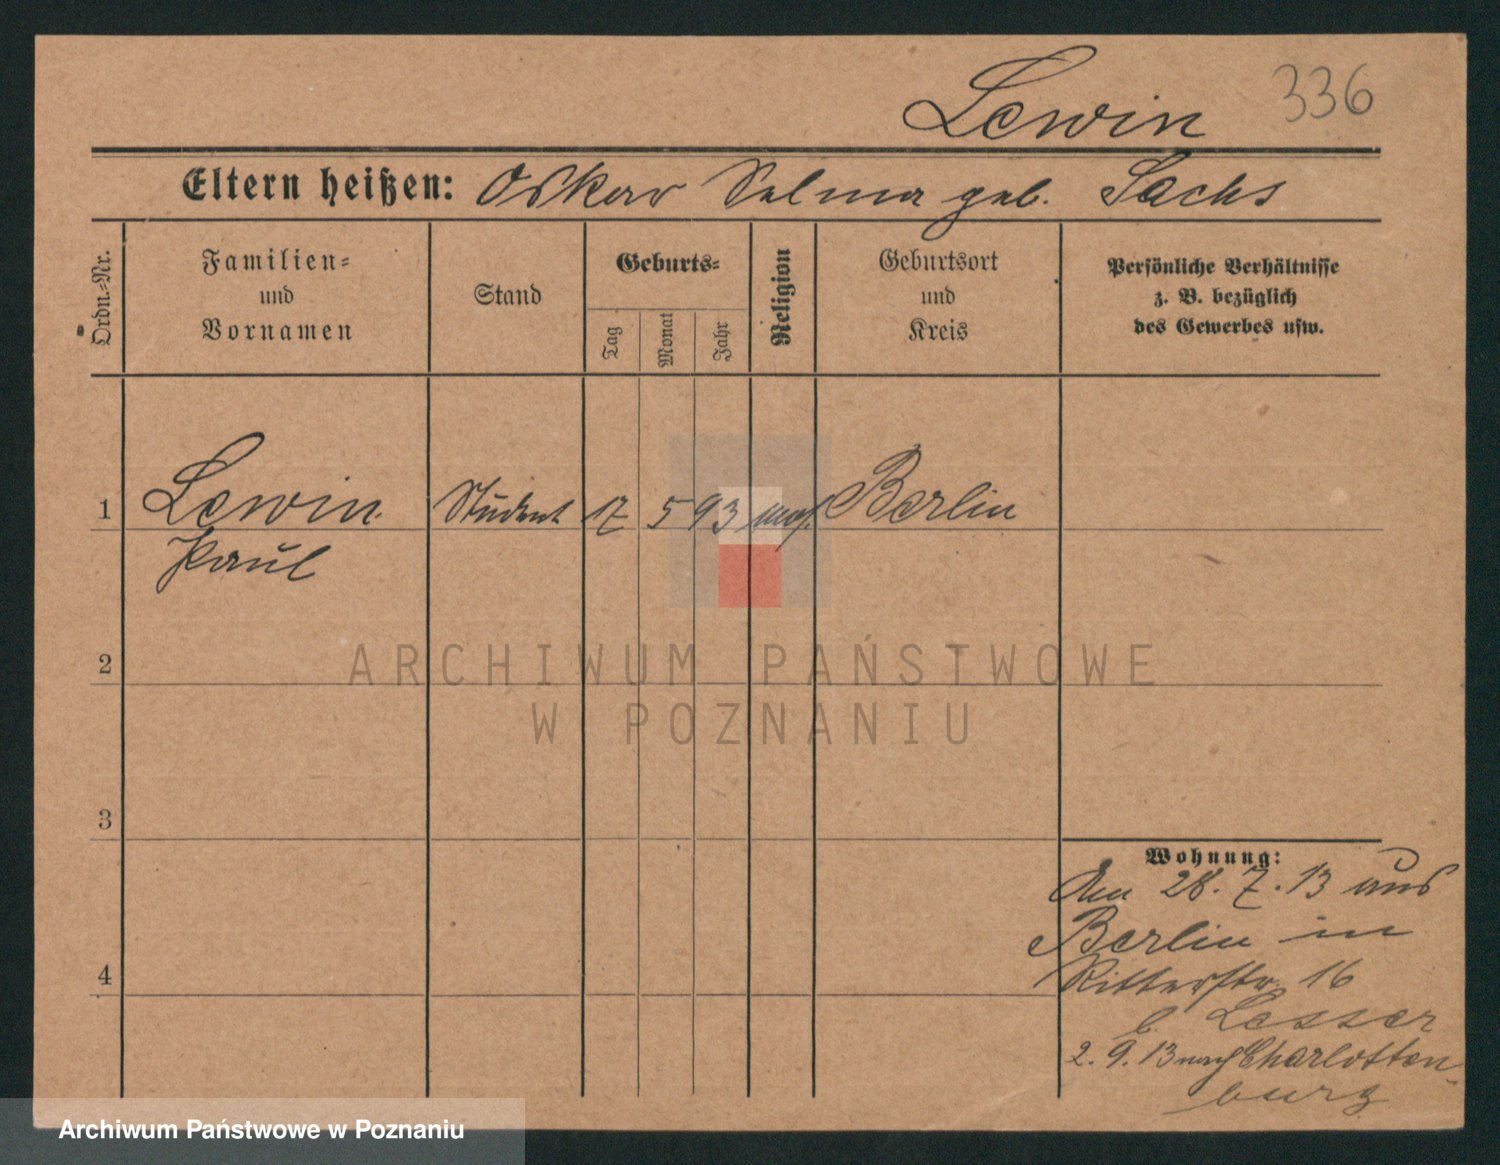 Lewin 336
Eltern heißen: Oskar Selma geb. Sachs
Ordn.-Nr.
Familien-
und
Vornamen
Stand
Geburts-
Tag
Monat
Jahr
Religion
Geburtsort
und
Kreis
Persönliche Verhältnisse
z. B. bezüglich
des Gewerbes usw.
1 Lewin Student 17 5 93 mos. Berlin
Paul
2
3
4
Wohnung:
Am 28. 7. 13 aus
Berlin in
Ritterstr. 16
b. Lesser
2. 9. 13 nach Charlotten-
burg
ARCHIWUM PAŃSTWOWE
W POZNANIU
Archiwum Państwowe w Poznaniu